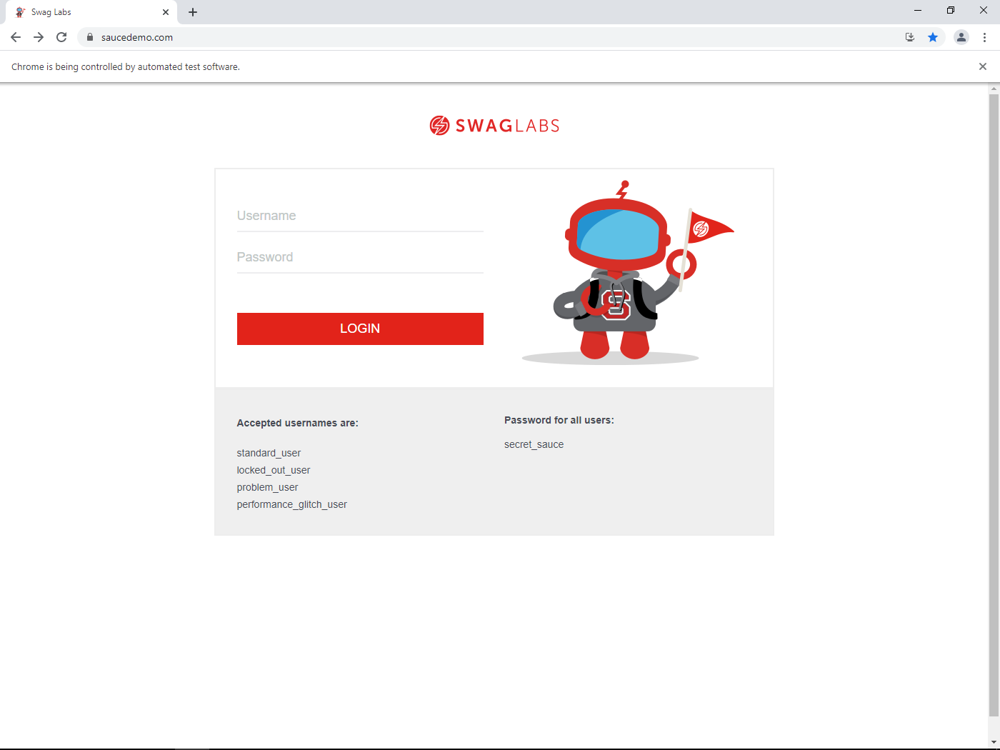 Swag Labs
saucedemo.com
Chrome is being controlled by automated test software.
SWAGLABS
Username
Password
LOGIN
Accepted usernames are:
standard_user
locked_out_user
problem_user
performance_glitch_user
Password for all users:
secret_sauce
S